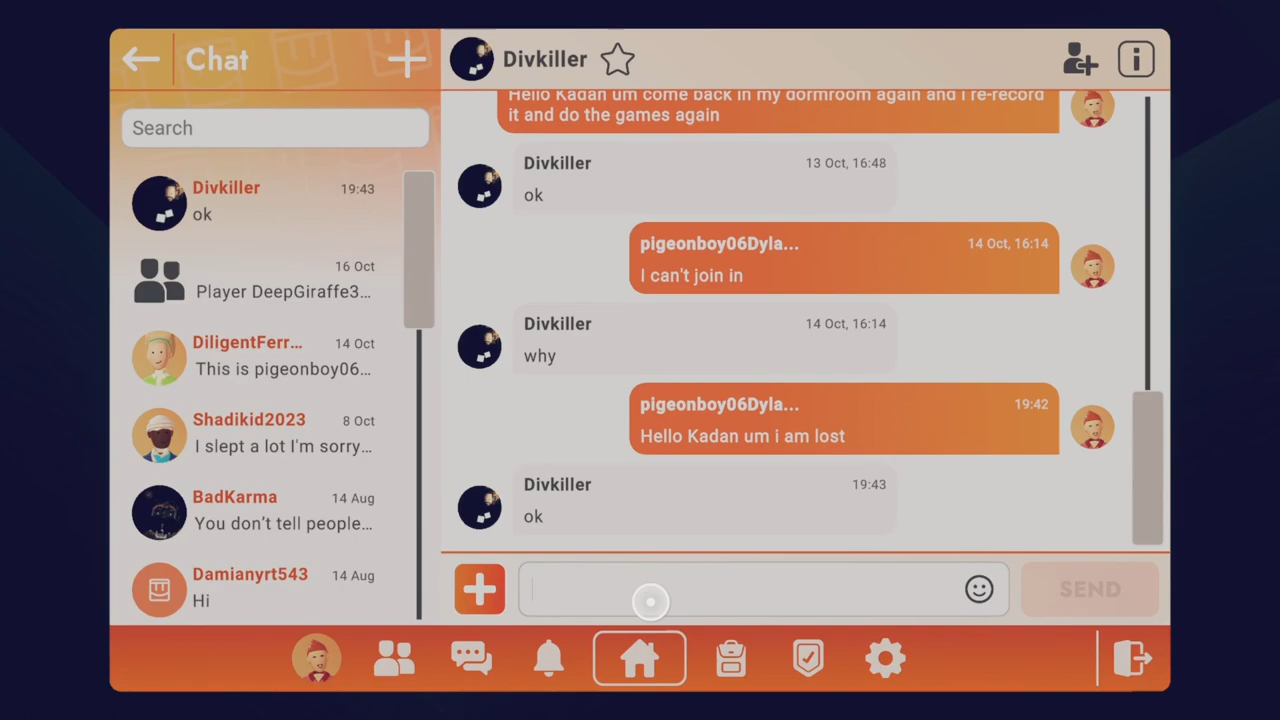 Chat
Search
Divkiller
19:43
ok
16 Oct
Player DeepGiraffe3...
DiligentFerr...
14 Oct
This is pigeonboy06...
Shadikid2023
8 Oct
I slept a lot I'm sorry...
BadKarma
14 Aug
You don't tell people...
Damianyrt543
14 Aug
Hi
Divkiller
Hello Kadan um come back in my dormroom again and I re-record
it and do the games again
Divkiller
13 Oct, 16:48
ok
pigeonboy06Dyla...
14 Oct, 16:14
I can't join in
Divkiller
14 Oct, 16:14
why
pigeonboy06Dyla...
19:42
Hello Kadan um i am lost
Divkiller
19:43
ok
SEND